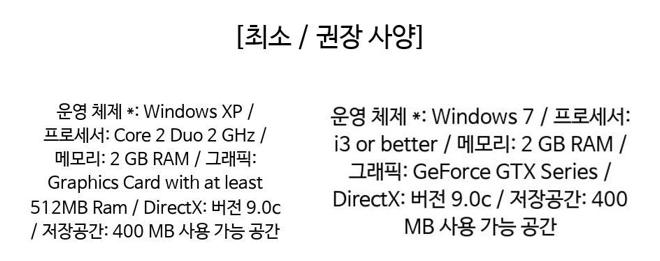 [최소 / 권장 사양]
운영 체제 *: Windows XP /
프로세서: Core 2 Duo 2 GHz /
메모리: 2 GB RAM / 그래픽:
Graphics Card with at least
512MB Ram / DirectX: 버전 9.0c
/ 저장공간: 400 MB 사용 가능 공간
운영 체제 *: Windows 7 / 프로세서:
i3 or better / 메모리: 2 GB RAM /
그래픽: GeForce GTX Series /
DirectX: 버전 9.0c / 저장공간: 400
MB 사용 가능 공간